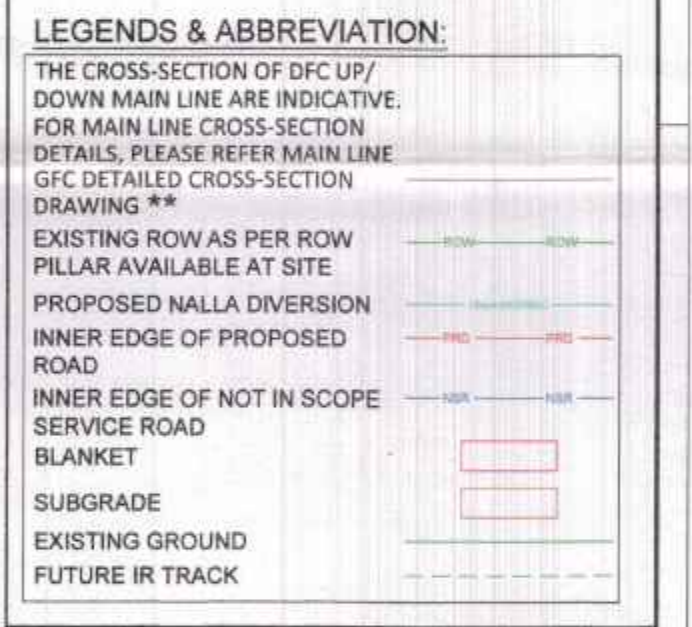 LEGENDS & ABBREVIATION:
THE CROSS-SECTION OF DFC UP/
DOWN MAIN LINE ARE INDICATIVE.
FOR MAIN LINE CROSS-SECTION
DETAILS, PLEASE REFER MAIN LINE
GFC DETAILED CROSS-SECTION
DRAWING **
EXISTING ROW AS PER ROW ROW ROW
PILLAR AVAILABLE AT SITE
PROPOSED NALLA DIVERSION
INNER EDGE OF PROPOSED PRD PRD
ROAD
INNER EDGE OF NOT IN SCOPE NSR NSR
SERVICE ROAD
BLANKET
SUBGRADE
EXISTING GROUND
FUTURE IR TRACK